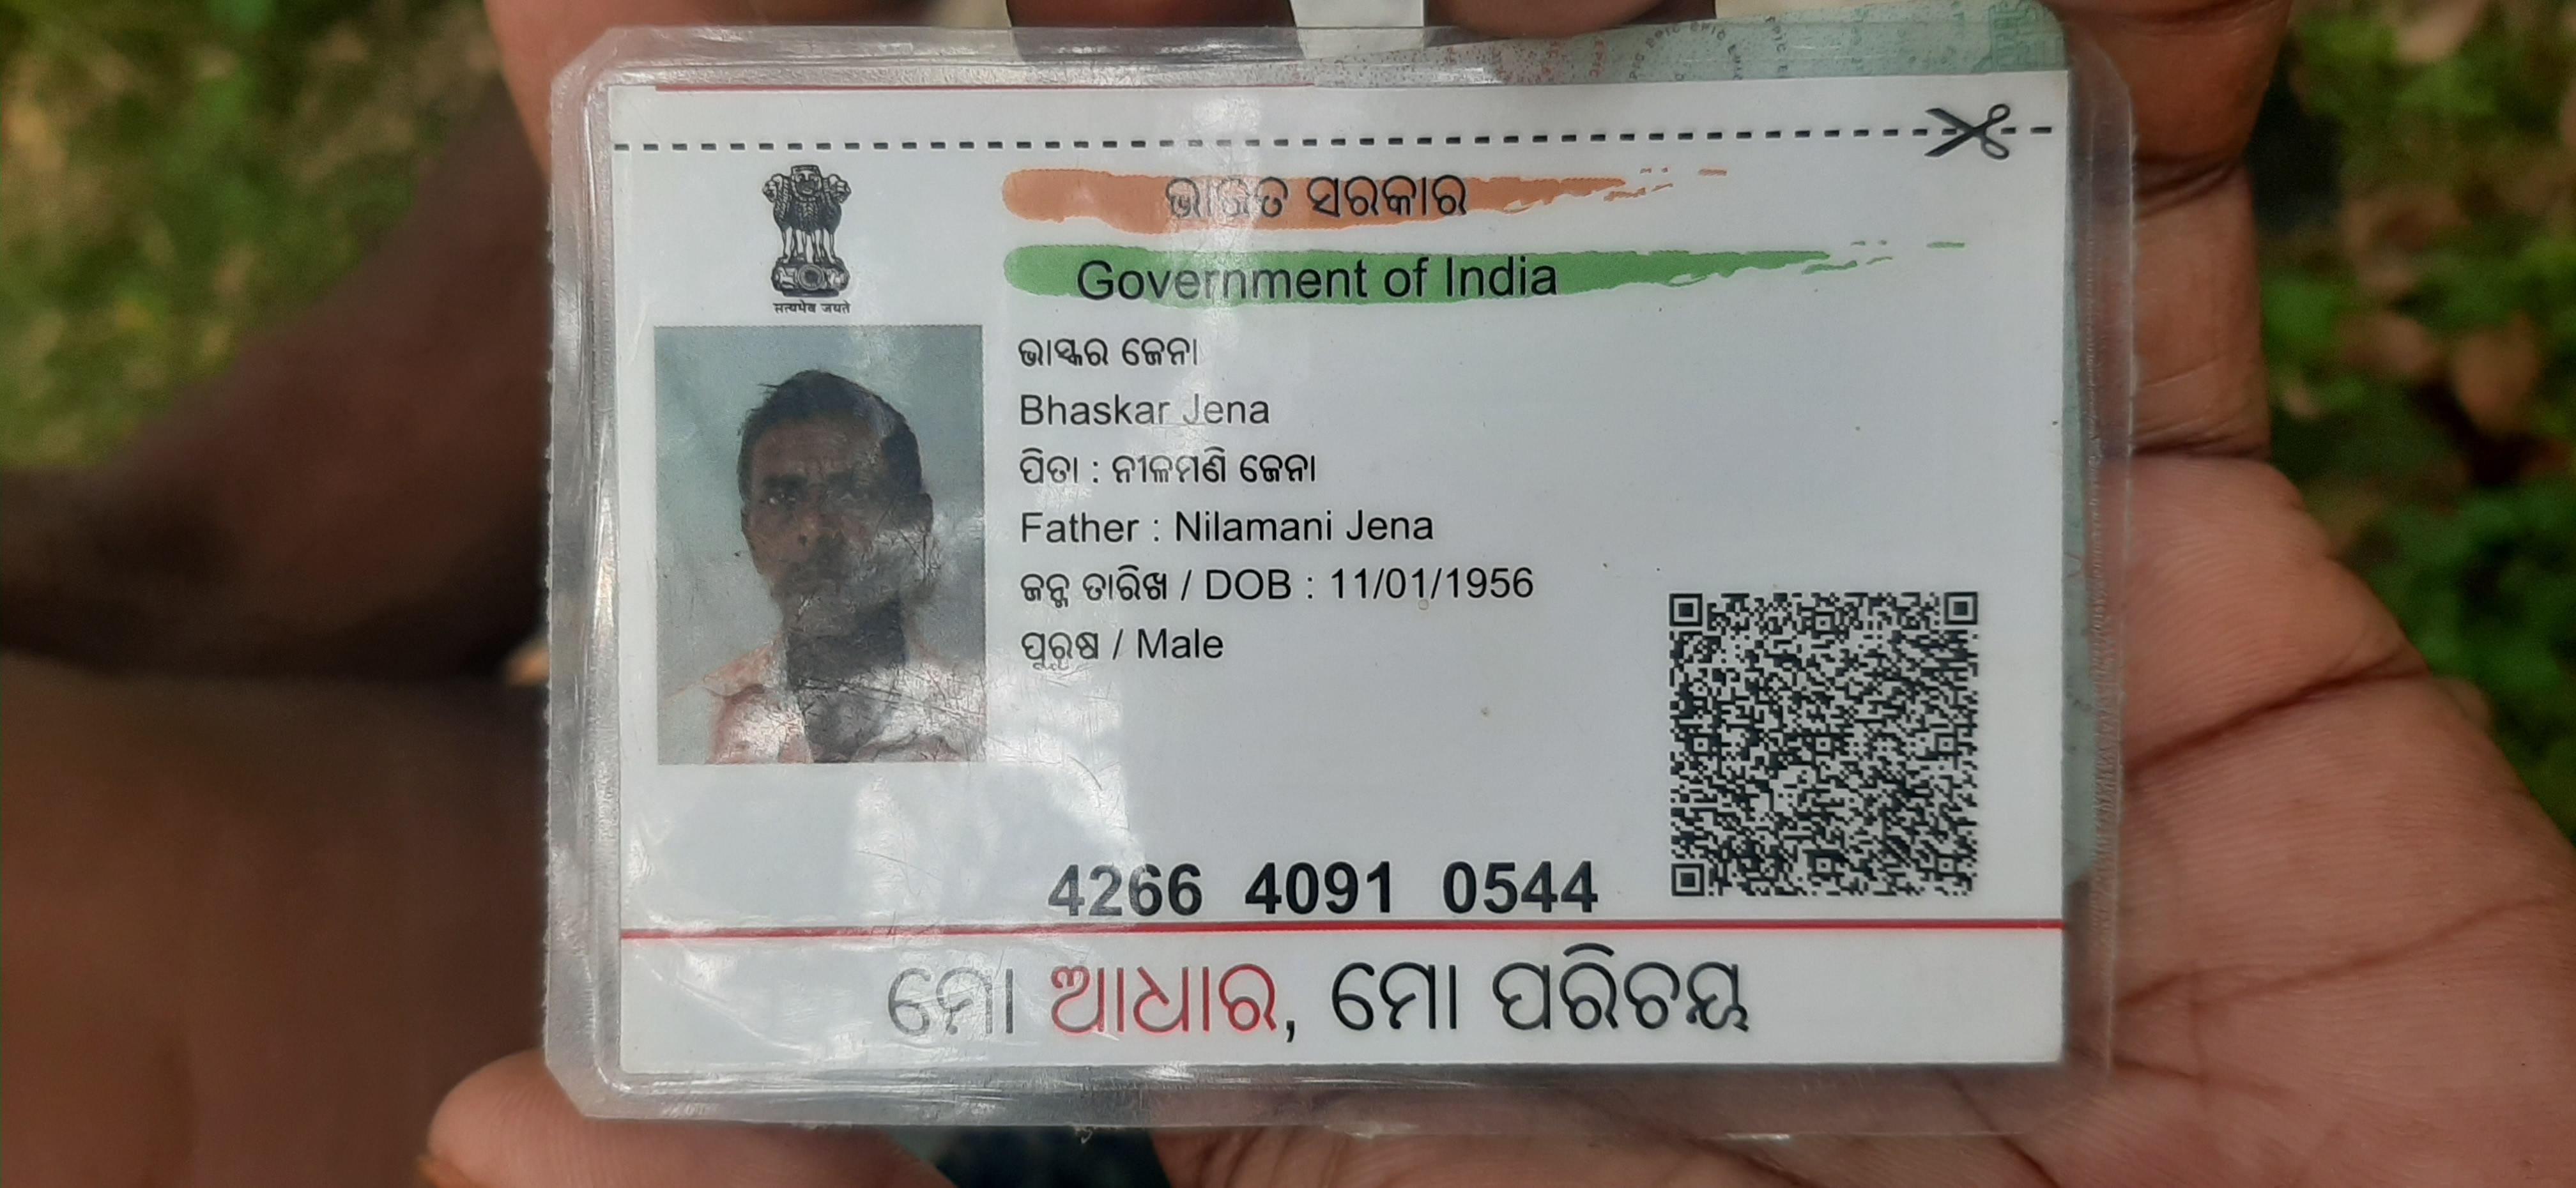 ଭାରତ ସରକାର
Government of India
सत्यमेव जयते
ଭାସ୍କର ଜେନା
Bhaskar Jena
ପିତା : ନୀଳମଣି ଜେନା
Father : Nilamani Jena
ଜନ୍ମ ତାରିଖ / DOB : 11/01/1956
ପୁରୁଷ / Male
4266 4091 0544
ମୋ ଆଧାର, ମୋ ପରିଚୟ